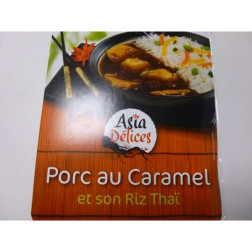 Asia
Délices
Porc au Caramel
et son Riz Thaï